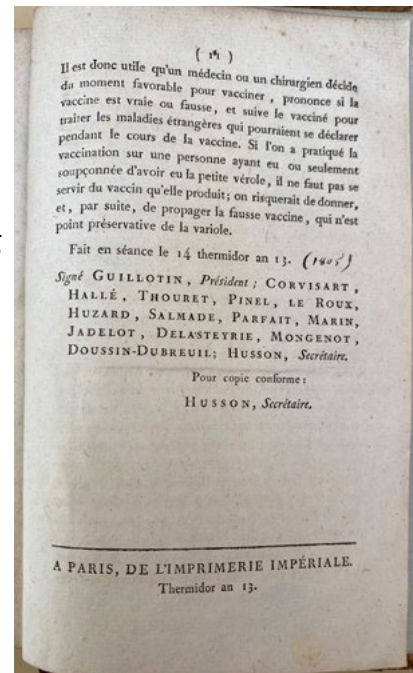 Il est donc utile qu'un médecin ou un chirurgien décide
du moment favorable pour vacciner, prononce si la
vaccine est vraie ou fausse, et suive le vacciné pour
traiter les maladies étrangères qui pourraient se déclarer
pendant le cours de la vaccine. Si l'on a pratiqué la
vaccination sur une personne ayant eu ou seulement
soupçonnée d'avoir eu la petite vérole, il ne faut pas se
servir du vaccin qu'elle produit; on risquerait de donner,
et, par suite, de propager la fausse vaccine, qui n'est
point préservative de la variole.
Fait en séance le 14 thermidor an 13. (1805)
Signé GUILLOTIN, Président; CORVISART,
HALLÉ, THOURET, PINEL, LE ROUX,
HUZARD, SALMADE, PARFAIT, MARIN,
JADELOT, DELASTEYRIE, MONGENOT,
DOUSSIN-DUBREUIL; HUSSON, Secrétaire.
Pour copie conforme:
HUSSON, Secrétaire.
A PARIS, DE L'IMPRIMERIE IMPÉRIALE.
Thermidor an 13.